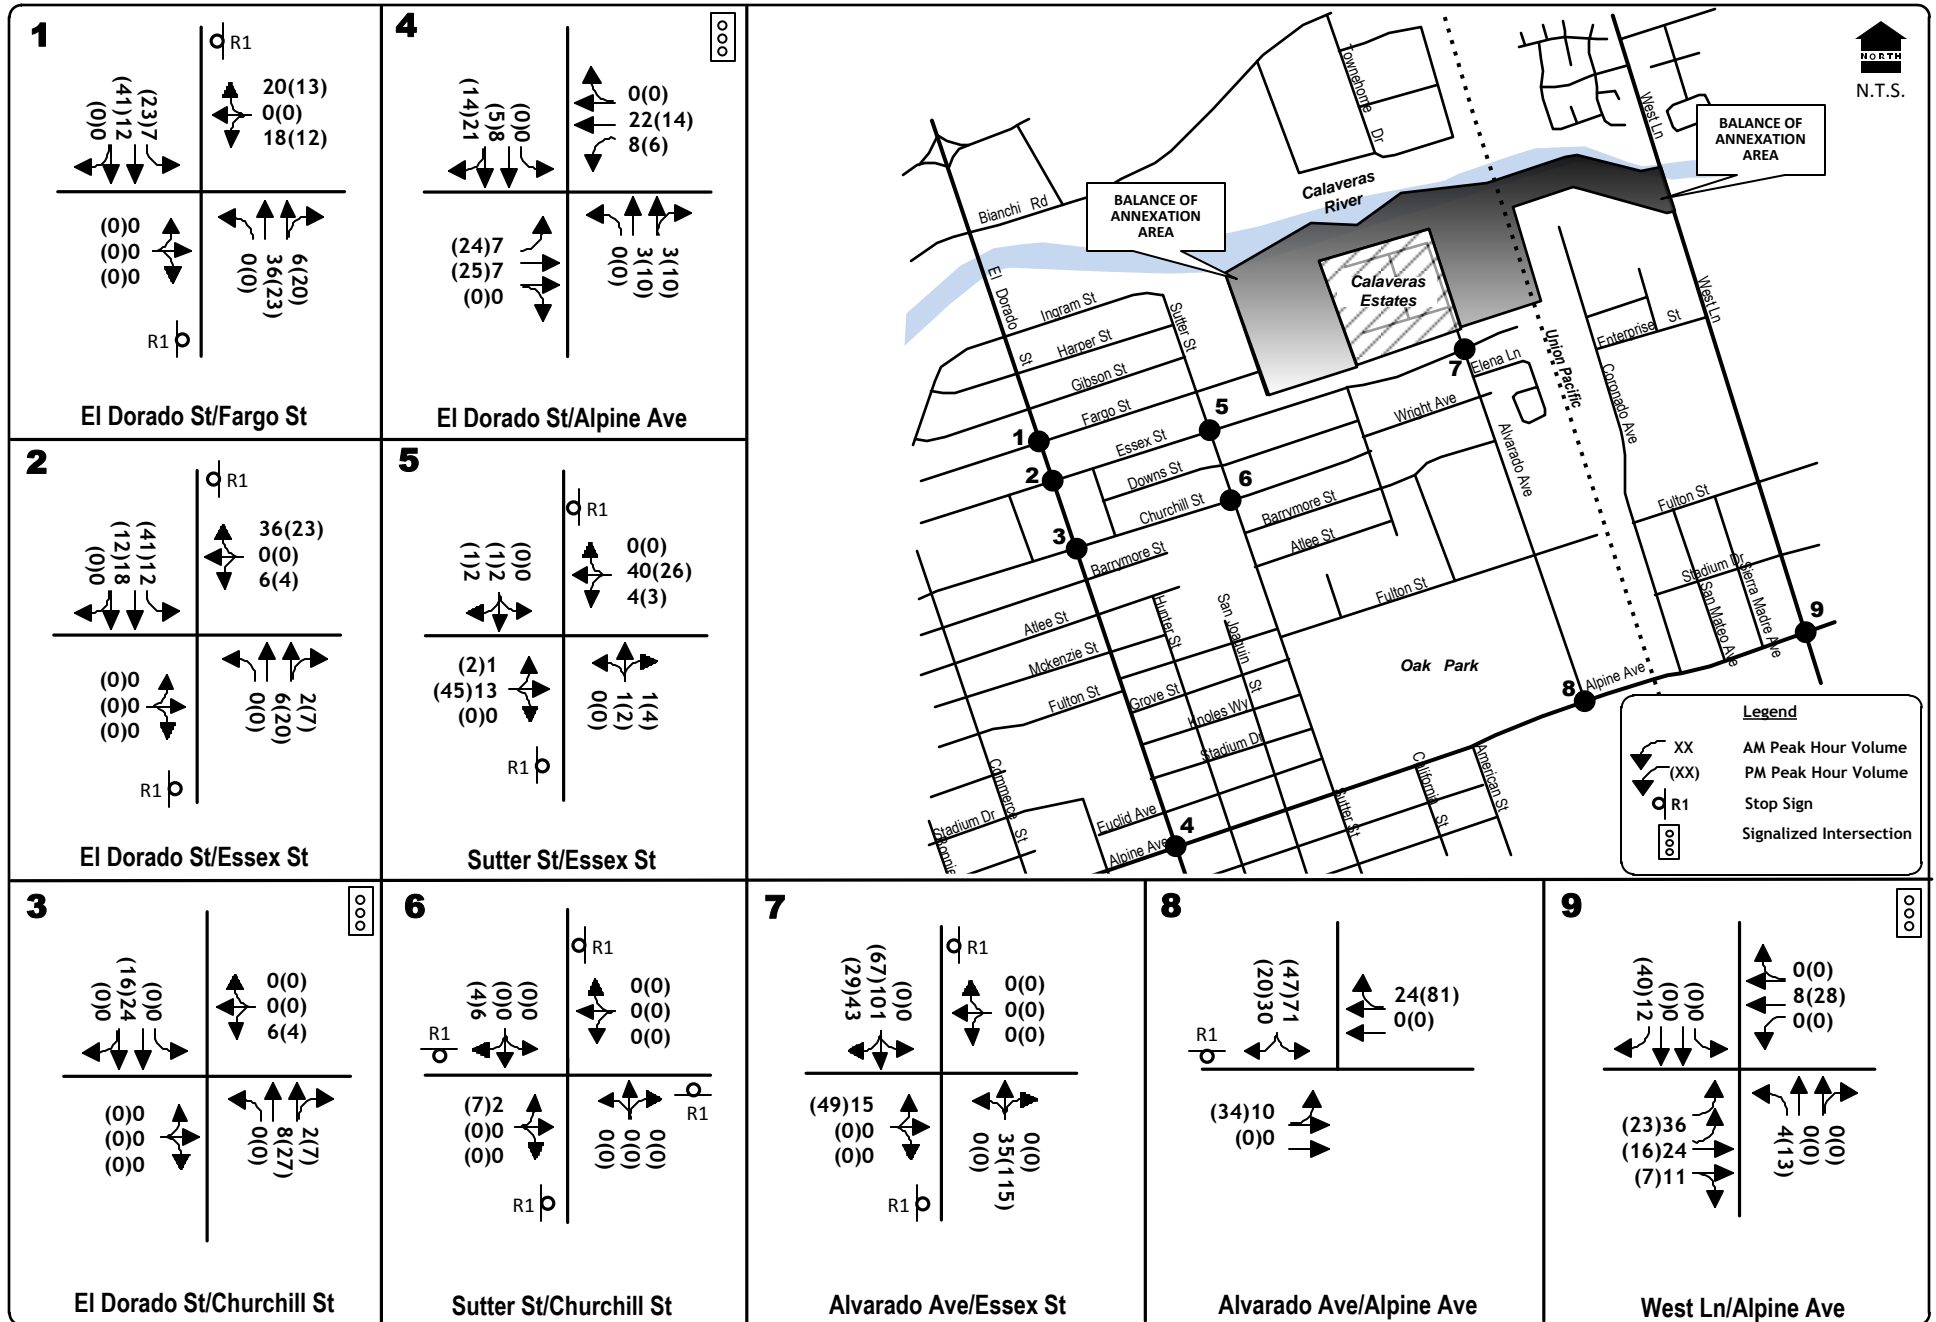 1
R1
20(13)
0(0)
18(12)
(0)0
(41)12
(23)7
(0)0
(0)0
(0)0
0(0)
36(23)
6(20)
R1
El Dorado St/Fargo St
4
0(0)
22(14)
8(6)
(14)21
(5)8
(0)0
(24)7
(25)7
(0)0
0(0)
3(10)
3(10)
El Dorado St/Alpine Ave
2
R1
36(23)
0(0)
6(4)
(0)0
(12)18
(41)12
(0)0
(0)0
(0)0
0(0)
6(20)
2(7)
R1
El Dorado St/Essex St
5
R1
0(0)
40(26)
4(3)
(1)2
(1)2
(0)0
(2)1
(45)13
(0)0
0(0)
1(2)
1(4)
R1
Sutter St/Essex St
3
0(0)
0(0)
6(4)
(0)0
(16)24
(0)0
(0)0
(0)0
(0)0
0(0)
8(27)
2(7)
El Dorado St/Churchill St
6
R1
0(0)
0(0)
0(0)
(4)6
(0)0
(0)0
R1
(7)2
(0)0
(0)0
0(0)
0(0)
0(0)
R1
R1
Sutter St/Churchill St
7
R1
0(0)
0(0)
0(0)
(29)43
(67)101
(0)0
(49)15
(0)0
(0)0
0(0)
35(115)
0(0)
R1
Alvarado Ave/Essex St
8
24(81)
0(0)
(20)30
(47)71
R1
(34)10
(0)0
Alvarado Ave/Alpine Ave
9
0(0)
8(28)
0(0)
(40)12
(0)0
(0)0
(23)36
(16)24
(7)11
4(13)
0(0)
0(0)
West Ln/Alpine Ave
NORTH
N.T.S.
BALANCE OF
ANNEXATION
AREA
BALANCE OF
ANNEXATION
AREA
Townehome Dr
West Ln
Calaveras
River
Bianchi Rd
Calaveras
Estates
El Dorado St
Ingram St
Harper St
Gibson St
Fargo St
Sutter St
Essex St
Downs St
Churchill St
Barrymore St
Barrymore St
Atlee St
Atlee St
Mckenzie St
Fulton St
Fulton St
Fulton St
Hunter St
San Joaquin St
Grove St
Knoles Wy
Stadium Dr
Stadium Dr
Stadium Dr
Euclid Ave
Alpine Ave
Alpine Ave
Commerce St
Bonnie
Sutter St
California St
American St
Oak Park
Wright Ave
Elena Ln
Alvarado Ave
Union Pacific
Coronado Ave
Enterprise St
West Ln
San Mateo Ave
Sierra Madre Ave
1
2
3
4
5
6
7
8
9
Legend
XX AM Peak Hour Volume
(XX) PM Peak Hour Volume
R1 Stop Sign
Signalized Intersection